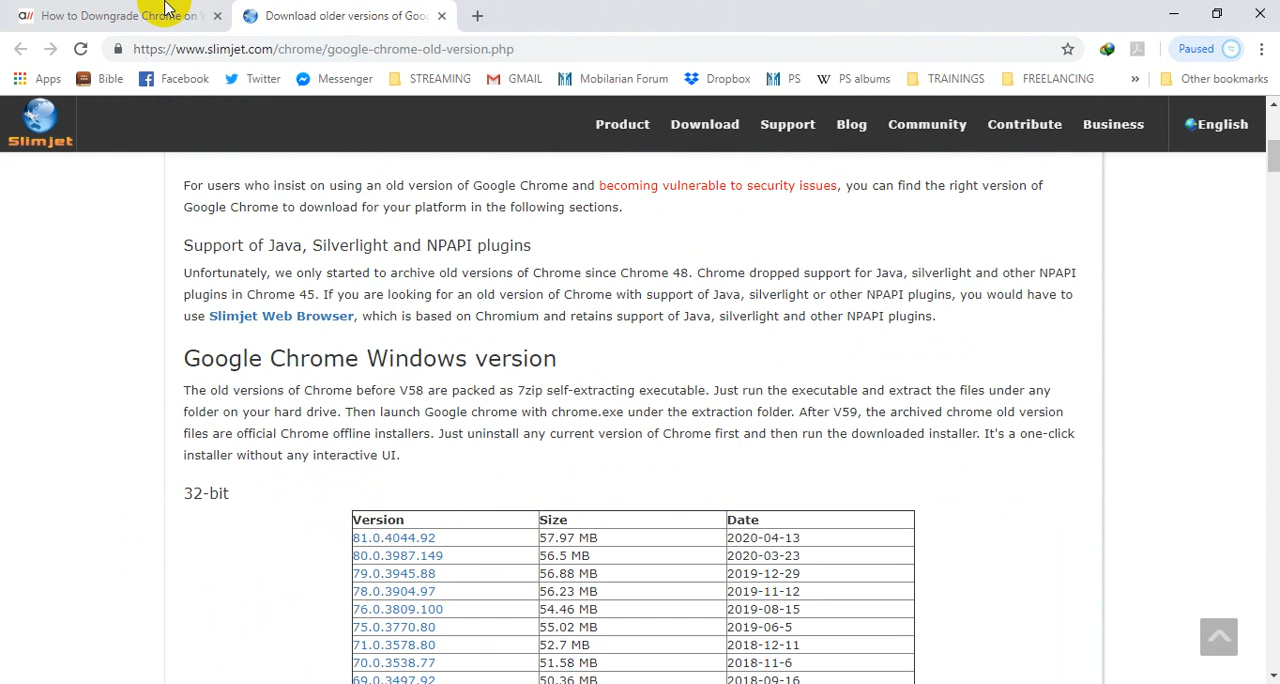 a// How to Downgrade Chrome on
Download older versions of Goo
https://www.slimjet.com/chrome/google-chrome-old-version.php
Paused
Apps Bible Facebook Twitter Messenger STREAMING GMAIL Mobilarian Forum Dropbox PS PS albums TRAININGS FREELANCING » Other bookmarks
Slimjet
Product Download Support Blog Community Contribute Business English
For users who insist on using an old version of Google Chrome and becoming vulnerable to security issues, you can find the right version of
Google Chrome to download for your platform in the following sections.
Support of Java, Silverlight and NPAPI plugins
Unfortunately, we only started to archive old versions of Chrome since Chrome 48. Chrome dropped support for Java, silverlight and other NPAPI
plugins in Chrome 45. If you are looking for an old version of Chrome with support of Java, silverlight or other NPAPI plugins, you would have to
use Slimjet Web Browser, which is based on Chromium and retains support of Java, silverlight and other NPAPI plugins.
Google Chrome Windows version
The old versions of Chrome before V58 are packed as 7zip self-extracting executable. Just run the executable and extract the files under any
folder on your hard drive. Then launch Google chrome with chrome.exe under the extraction folder. After V59, the archived chrome old version
files are official Chrome offline installers. Just uninstall any current version of Chrome first and then run the downloaded installer. It's a one-click
installer without any interactive UI.
32-bit
Version Size Date
81.0.4044.92 57.97 MB 2020-04-13
80.0.3987.149 56.5 MB 2020-03-23
79.0.3945.88 56.88 MB 2019-12-29
78.0.3904.97 56.23 MB 2019-11-12
76.0.3809.100 54.46 MB 2019-08-15
75.0.3770.80 55.02 MB 2019-06-5
71.0.3578.80 52.7 MB 2018-12-11
70.0.3538.77 51.58 MB 2018-11-6
69.0.3497.92 50.36 MB 2018-09-16